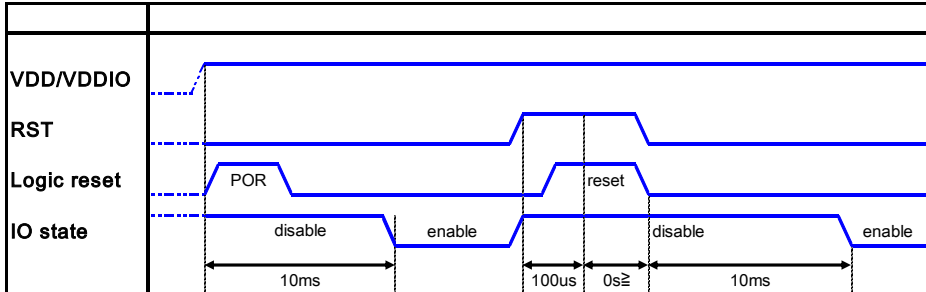 VDD/VDDIO
RST
Logic reset
POR
reset
IO state
disable
enable
disable
enable
10ms
100us
0s≧
10ms